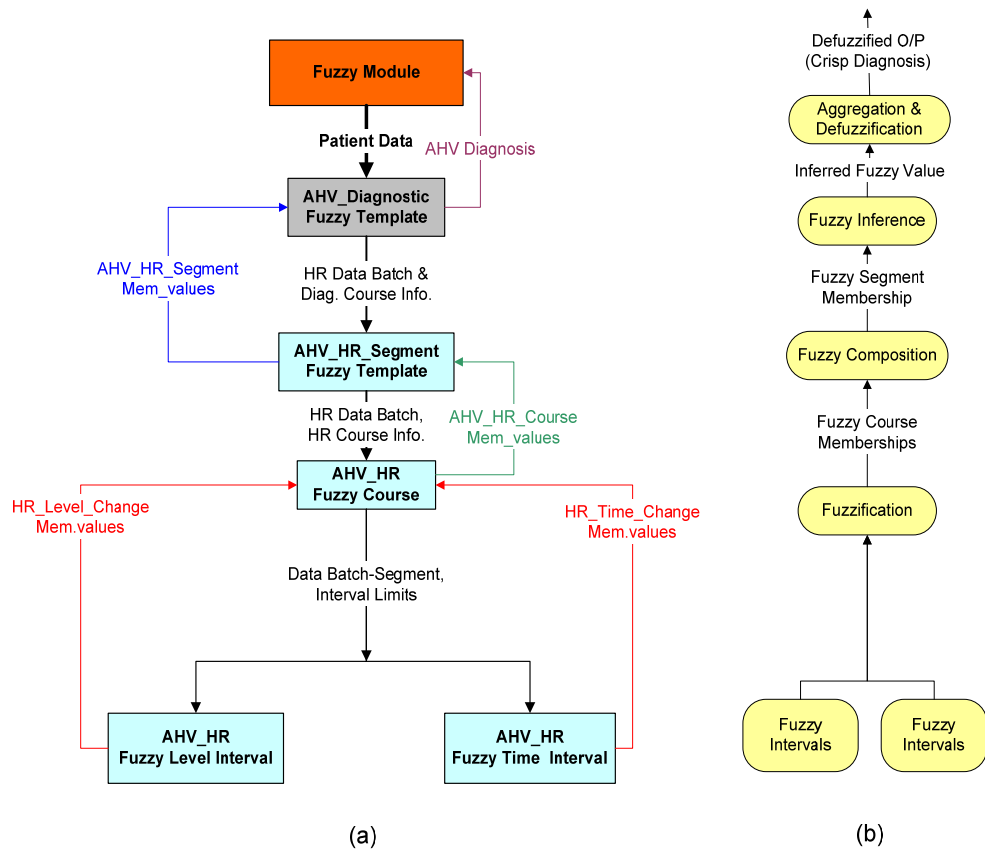 Fuzzy Module
Patient Data
AHV Diagnosis
AHV_Diagnostic
Fuzzy Template
AHV_HR_Segment
Mem_values
HR Data Batch &
Diag. Course Info.
AHV_HR_Segment
Fuzzy Template
HR Data Batch,
HR Course Info.
AHV_HR_Course
Mem_values
AHV_HR
Fuzzy Course
HR_Level_Change
Mem.values
HR_Time_Change
Mem.values
Data Batch-Segment,
Interval Limits
AHV_HR
Fuzzy Level Interval
AHV_HR
Fuzzy Time Interval
(a)
Defuzzified O/P
(Crisp Diagnosis)
Aggregation &
Defuzzification
Inferred Fuzzy Value
Fuzzy Inference
Fuzzy Segment
Membership
Fuzzy Composition
Fuzzy Course
Memberships
Fuzzification
Fuzzy
Intervals
Fuzzy
Intervals
(b)